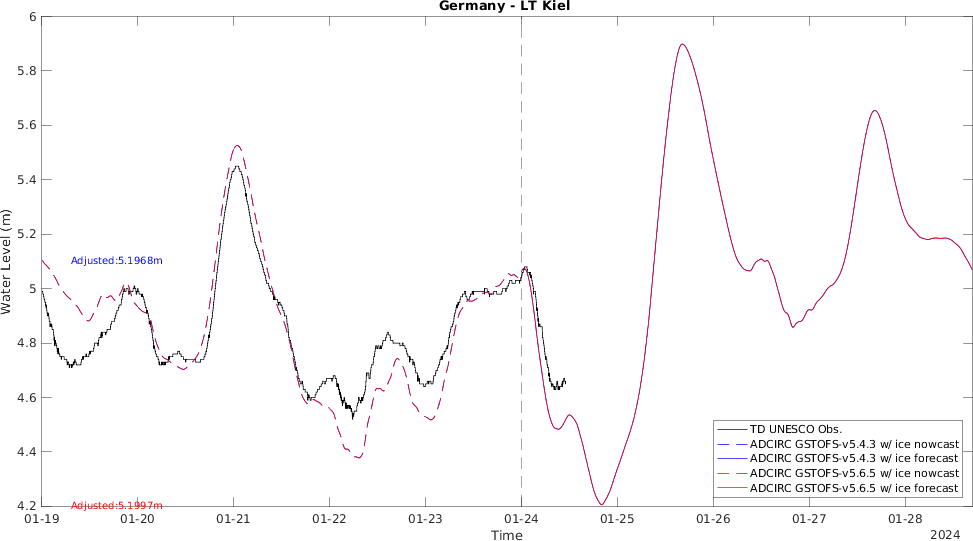 Germany - LT Kiel
6
5.8
5.6
5.4
5.2
5
4.8
4.6
4.4
4.2
Water Level (m)
Adjusted:5.1968m
Adjusted:5.1997m
TD UNESCO Obs.
ADCIRC GSTOFS-v5.4.3 w/ ice nowcast
ADCIRC GSTOFS-v5.4.3 w/ ice forecast
ADCIRC GSTOFS-v5.6.5 w/ ice nowcast
ADCIRC GSTOFS-v5.6.5 w/ ice forecast
01-19 01-20 01-21 01-22 01-23 01-24 01-25 01-26 01-27 01-28
Time
2024